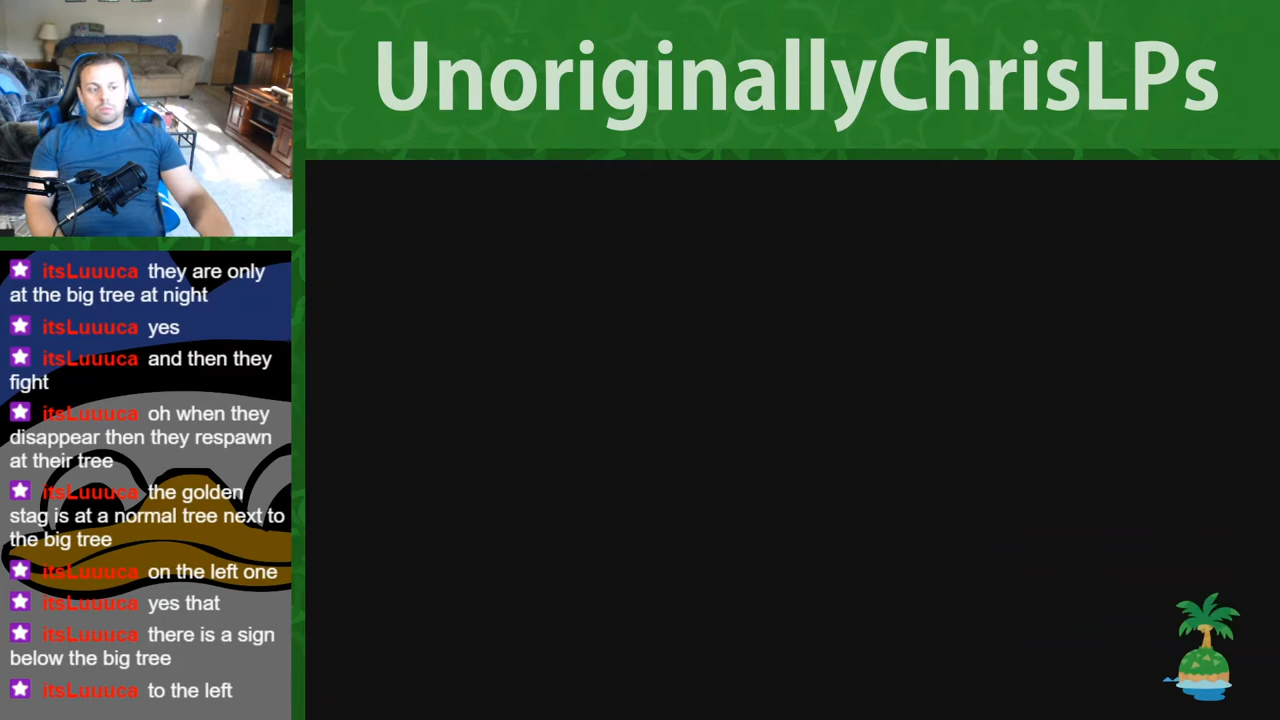 UnoriginallyChrisLPs
itsLuuuca they are only
at the big tree at night
itsLuuuca yes
itsLuuuca and then they
fight
itsLuuuca oh when they
disappear then they respawn
at their tree
itsLuuuca the golden
stag is at a normal tree next to
the big tree
itsLuuuca on the left one
itsLuuuca yes that
itsLuuuca there is a sign
below the big tree
itsLuuuca to the left